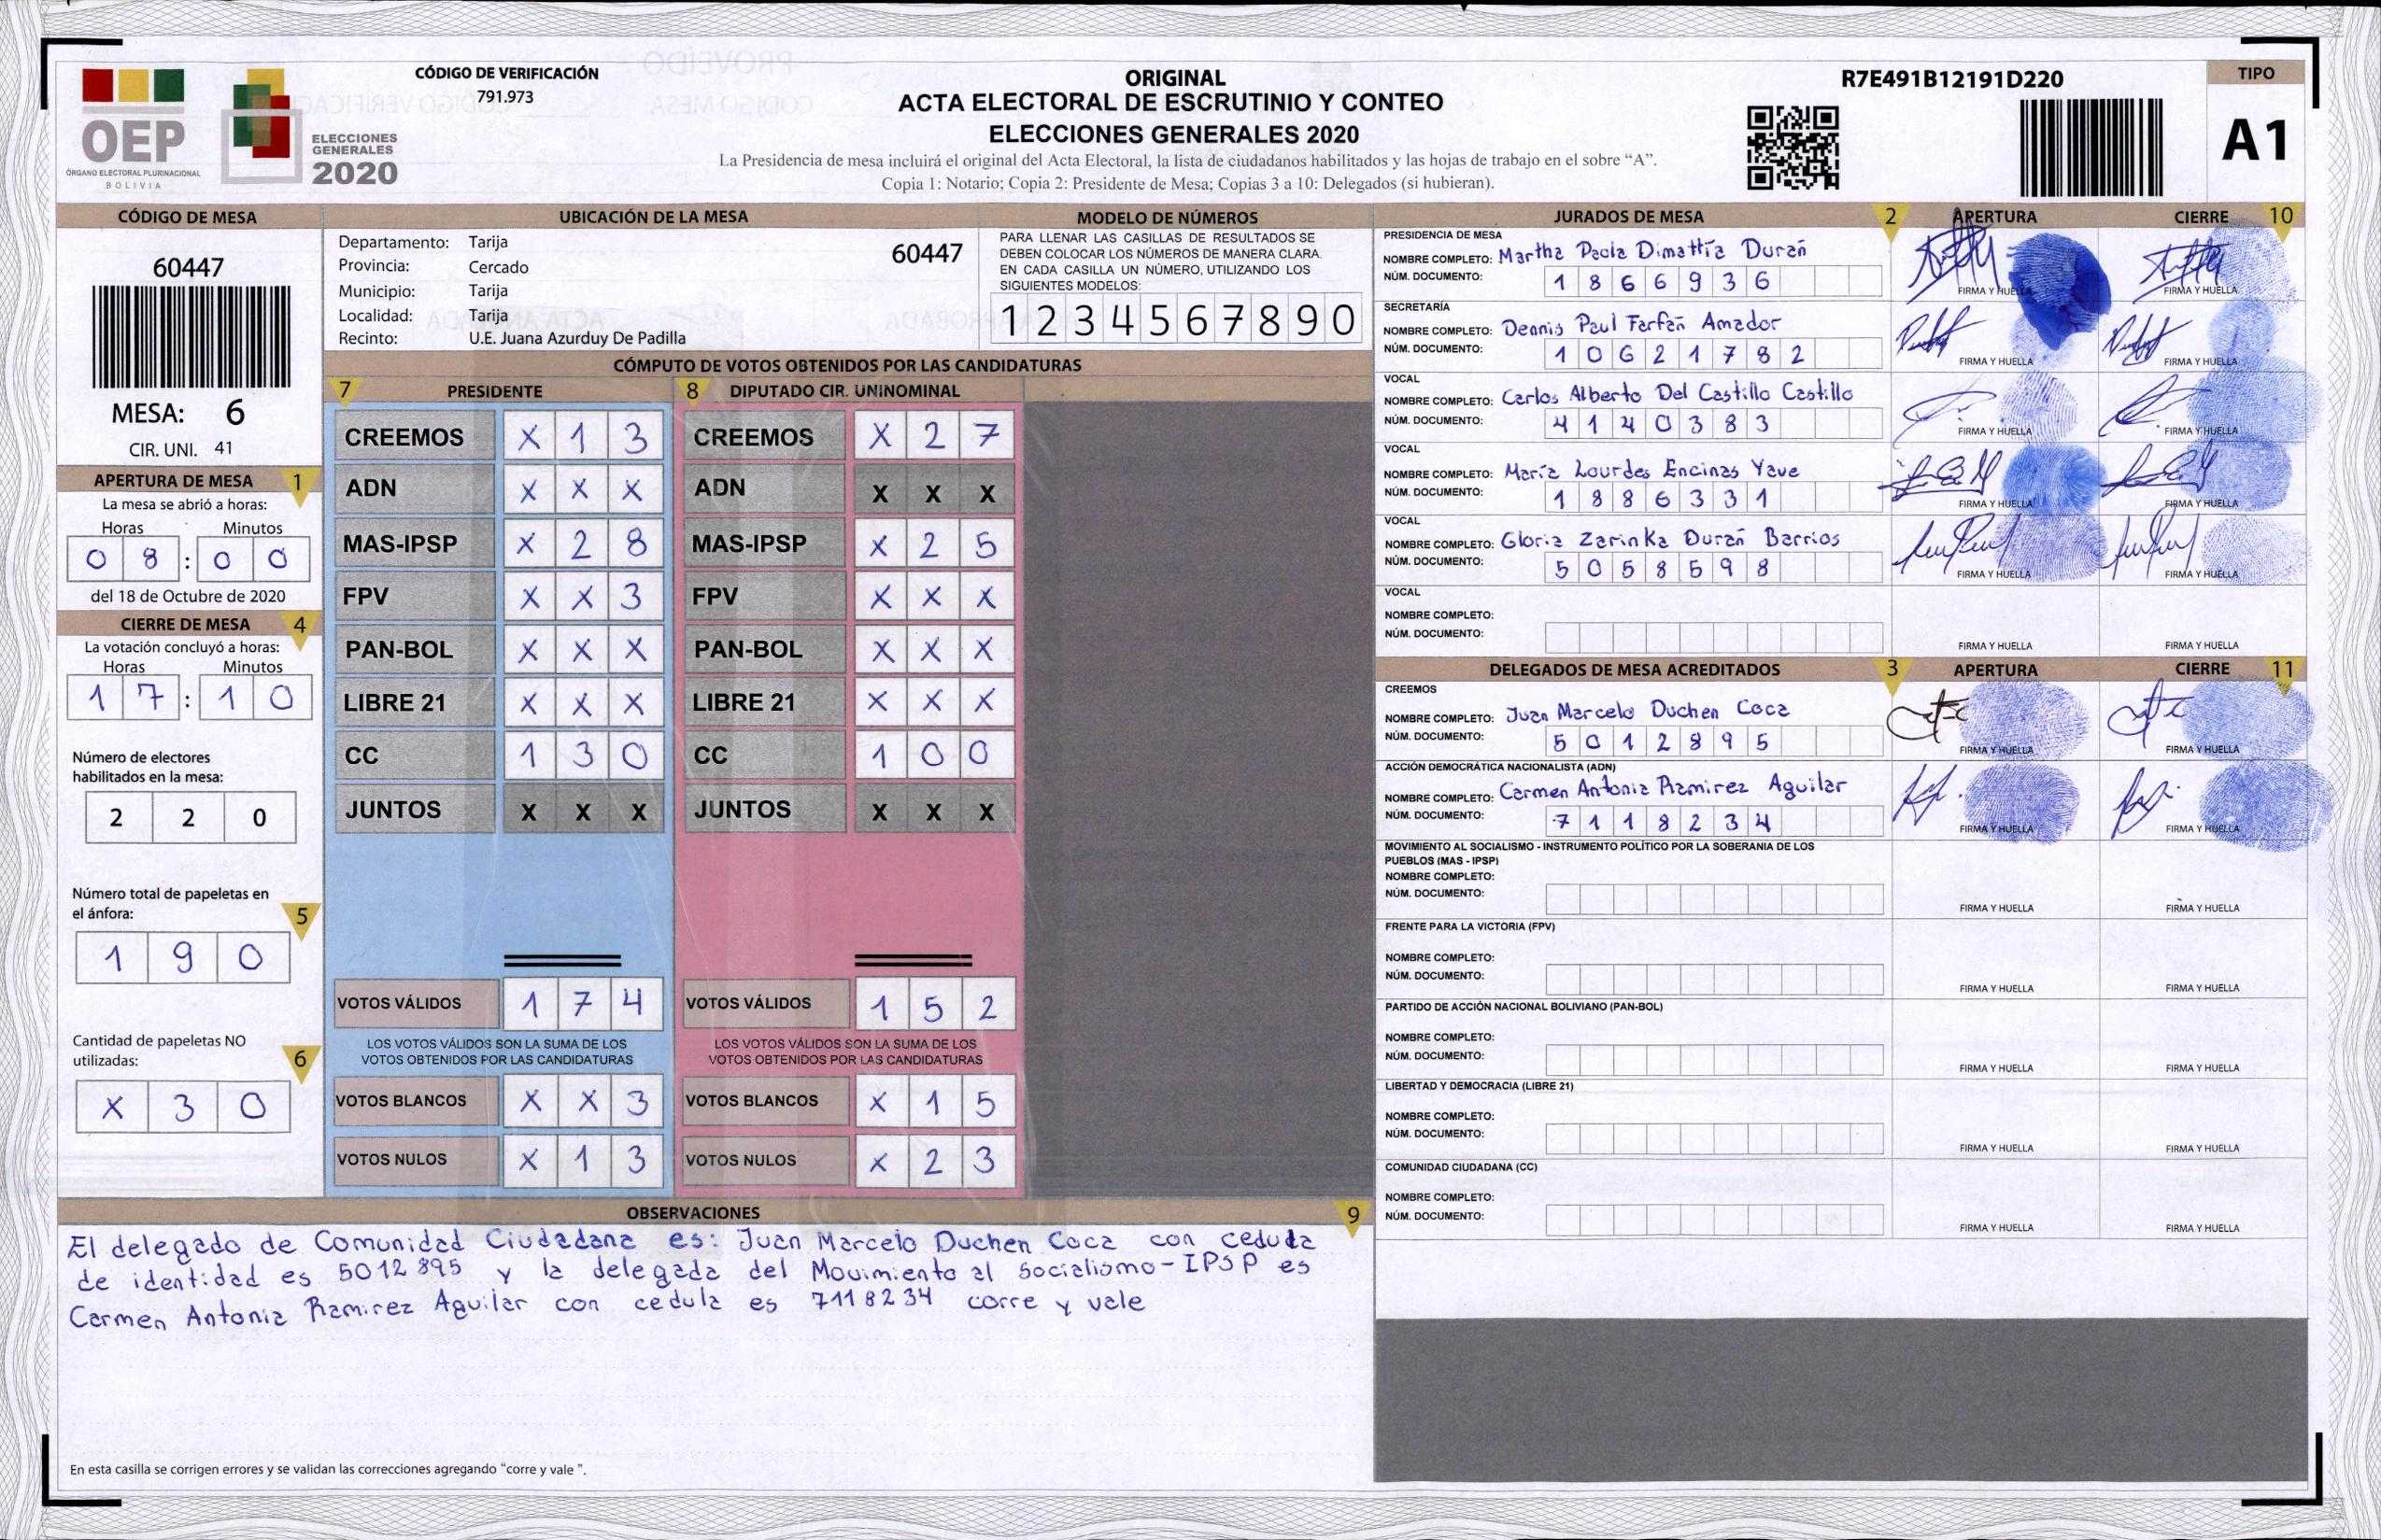 CÓDIGO DE VERIFICACIÓN
791.973
OEP
ÓRGANO ELECTORAL PLURINACIONAL
BOLIVIA
ELECCIONES
GENERALES
2020
ORIGINAL
ACTA ELECTORAL DE ESCRUTINIO Y CONTEO
ELECCIONES GENERALES 2020
La Presidencia de mesa incluirá el original del Acta Electoral, la lista de ciudadanos habilitados y las hojas de trabajo en el sobre “A”.
Copia 1: Notario; Copia 2: Presidente de Mesa; Copias 3 a 10: Delegados (si hubieran).
R7E491B12191D220
TIPO
A1
CÓDIGO DE MESA
60447
MESA: 6
CIR. UNI. 41
APERTURA DE MESA 1
La mesa se abrió a horas:
Horas Minutos
0 8 : 0 0
del 18 de Octubre de 2020
CIERRE DE MESA 4
La votación concluyó a horas:
Horas Minutos
1 7 : 1 0
Número de electores
habilitados en la mesa:
2 2 0
Número total de papeletas en
el ánfora: 5
1 9 0
Cantidad de papeletas NO
utilizadas: 6
X 3 0
UBICACIÓN DE LA MESA
Departamento: Tarija 60447
Provincia: Cercado
Municipio: Tarija
Localidad: Tarija
Recinto: U.E. Juana Azurduy De Padilla
MODELO DE NÚMEROS
PARA LLENAR LAS CASILLAS DE RESULTADOS SE
DEBEN COLOCAR LOS NÚMEROS DE MANERA CLARA.
EN CADA CASILLA UN NÚMERO, UTILIZANDO LOS
SIGUIENTES MODELOS:
1 2 3 4 5 6 7 8 9 0
CÓMPUTO DE VOTOS OBTENIDOS POR LAS CANDIDATURAS
7 PRESIDENTE 8 DIPUTADO CIR. UNINOMINAL
CREEMOS X 1 3 CREEMOS X 2 7
ADN X X X ADN X X X
MAS-IPSP X 2 8 MAS-IPSP X 2 5
FPV X X 3 FPV X X X
PAN-BOL X X X PAN-BOL X X X
LIBRE 21 X X X LIBRE 21 X X X
CC 1 3 0 CC 1 0 0
JUNTOS X X X JUNTOS X X X
VOTOS VÁLIDOS 1 7 4 VOTOS VÁLIDOS 1 5 2
LOS VOTOS VÁLIDOS SON LA SUMA DE LOS LOS VOTOS VÁLIDOS SON LA SUMA DE LOS
VOTOS OBTENIDOS POR LAS CANDIDATURAS VOTOS OBTENIDOS POR LAS CANDIDATURAS
VOTOS BLANCOS X X 3 VOTOS BLANCOS X 1 5
VOTOS NULOS X 1 3 VOTOS NULOS X 2 3
OBSERVACIONES 9
El delegado de Comunidad Ciudadana es: Juan Marcelo Duchen Coca con cedula
de identidad es 5012895 y la delegada del Movimiento al Socialismo-IPSP es
Carmen Antonia Ramirez Aguilar con cedula es 7118234 corre y vale
En esta casilla se corrigen errores y se validan las correcciones agregando “corre y vale ”.
JURADOS DE MESA 2 APERTURA CIERRE 10
PRESIDENCIA DE MESA
NOMBRE COMPLETO: Martha Paola Dimattia Durán
NÚM. DOCUMENTO: 1 8 6 6 9 3 6
FIRMA Y HUELLA FIRMA Y HUELLA
SECRETARÍA
NOMBRE COMPLETO: Dennis Paul Farfán Amador
NÚM. DOCUMENTO: 1 0 6 2 1 7 8 2
FIRMA Y HUELLA FIRMA Y HUELLA
VOCAL
NOMBRE COMPLETO: Carlos Alberto Del Castillo Castillo
NÚM. DOCUMENTO: 4 1 4 0 3 8 3
FIRMA Y HUELLA FIRMA Y HUELLA
VOCAL
NOMBRE COMPLETO: María Lourdes Encinas Yave
NÚM. DOCUMENTO: 1 8 8 6 3 3 1
FIRMA Y HUELLA FIRMA Y HUELLA
VOCAL
NOMBRE COMPLETO: Gloria Zarinka Durán Barrios
NÚM. DOCUMENTO: 5 0 5 8 5 9 8
FIRMA Y HUELLA FIRMA Y HUELLA
VOCAL
NOMBRE COMPLETO:
NÚM. DOCUMENTO:
FIRMA Y HUELLA FIRMA Y HUELLA
DELEGADOS DE MESA ACREDITADOS 3 APERTURA CIERRE 11
CREEMOS
NOMBRE COMPLETO: Juan Marcelo Duchen Coca
NÚM. DOCUMENTO: 5 0 1 2 8 9 5
FIRMA Y HUELLA FIRMA Y HUELLA
ACCIÓN DEMOCRÁTICA NACIONALISTA (ADN)
NOMBRE COMPLETO: Carmen Antonia Ramirez Aguilar
NÚM. DOCUMENTO: 7 1 1 8 2 3 4
FIRMA Y HUELLA FIRMA Y HUELLA
MOVIMIENTO AL SOCIALISMO - INSTRUMENTO POLÍTICO POR LA SOBERANIA DE LOS
PUEBLOS (MAS - IPSP)
NOMBRE COMPLETO:
NÚM. DOCUMENTO:
FIRMA Y HUELLA FIRMA Y HUELLA
FRENTE PARA LA VICTORIA (FPV)
NOMBRE COMPLETO:
NÚM. DOCUMENTO:
FIRMA Y HUELLA FIRMA Y HUELLA
PARTIDO DE ACCIÓN NACIONAL BOLIVIANO (PAN-BOL)
NOMBRE COMPLETO:
NÚM. DOCUMENTO:
FIRMA Y HUELLA FIRMA Y HUELLA
LIBERTAD Y DEMOCRACIA (LIBRE 21)
NOMBRE COMPLETO:
NÚM. DOCUMENTO:
FIRMA Y HUELLA FIRMA Y HUELLA
COMUNIDAD CIUDADANA (CC)
NOMBRE COMPLETO:
NÚM. DOCUMENTO:
FIRMA Y HUELLA FIRMA Y HUELLA